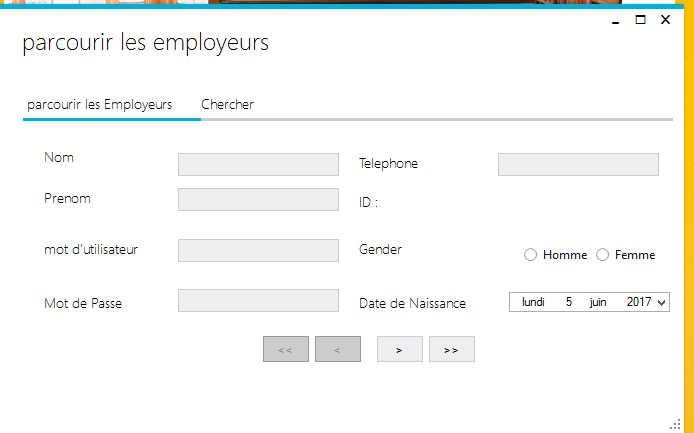 parcourir les employeurs
parcourir les Employeurs Chercher
Nom Telephone
Prenom ID :
mot d'utilisateur Gender Homme Femme
Mot de Passe Date de Naissance lundi 5 juin 2017
<< < > >>